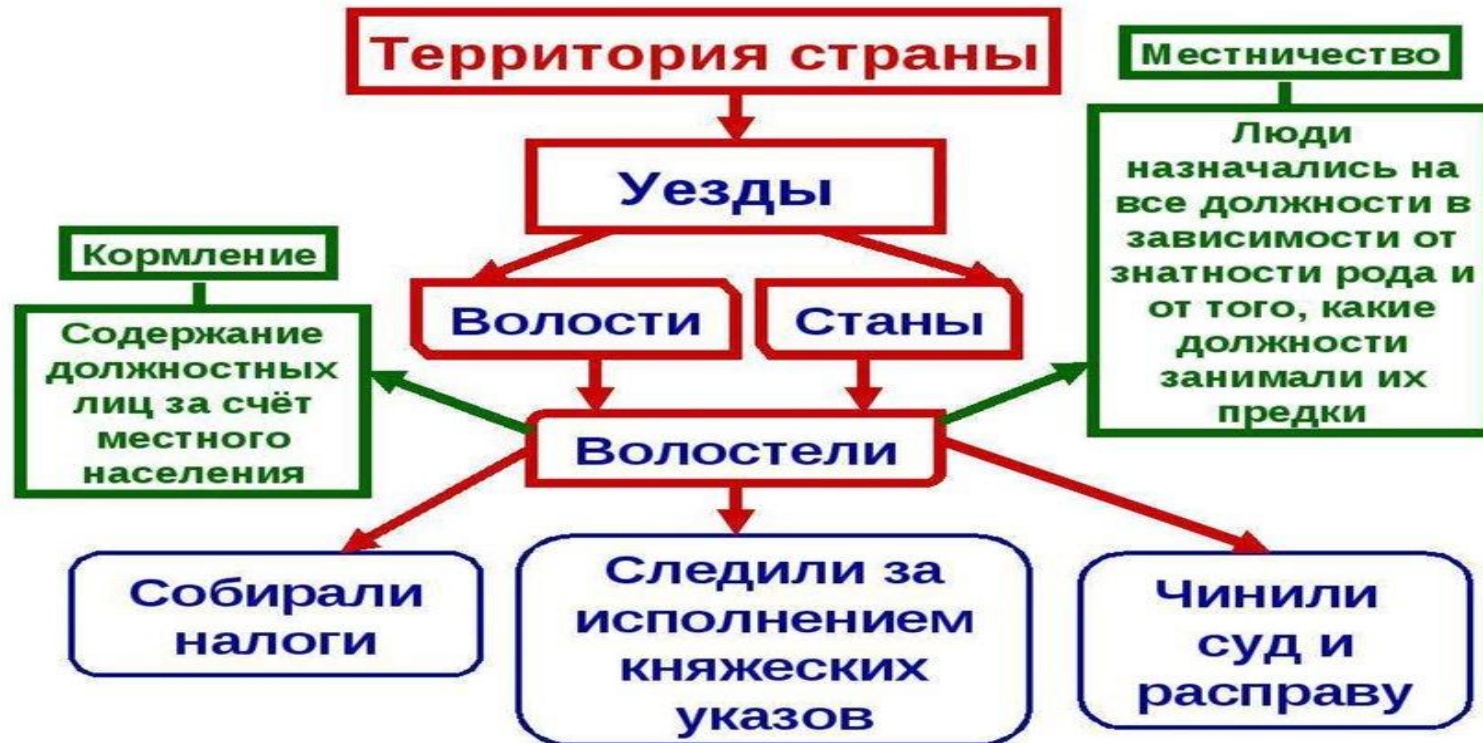 Территория страны
Местничество
Уезды
Люди
назначались на
все должности в
зависимости от
знатности рода и
от того, какие
должности
занимали их
предки
Кормление
Содержание
должностных
лиц за счёт
местного
населения
Волости
Станы
Волостели
Собирали
налоги
Следили за
исполнением
княжеских
указов
Чинили
суд и
расправу